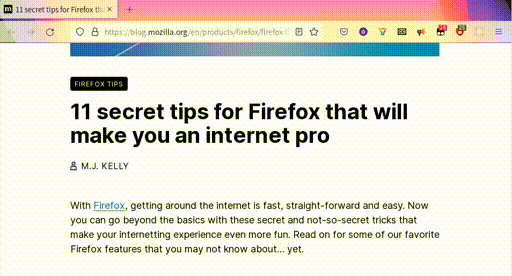 11 secret tips for Firefox th
https://blog.mozilla.org/en/products/firefox/firefox-
FIREFOX TIPS
11 secret tips for Firefox that will
make you an internet pro
M.J. KELLY
With Firefox, getting around the internet is fast, straight-forward and easy. Now
you can go beyond the basics with these secret and not-so-secret tricks that
make your internetting experience even more fun. Read on for some of our favorite
Firefox features that you may not know about... yet.